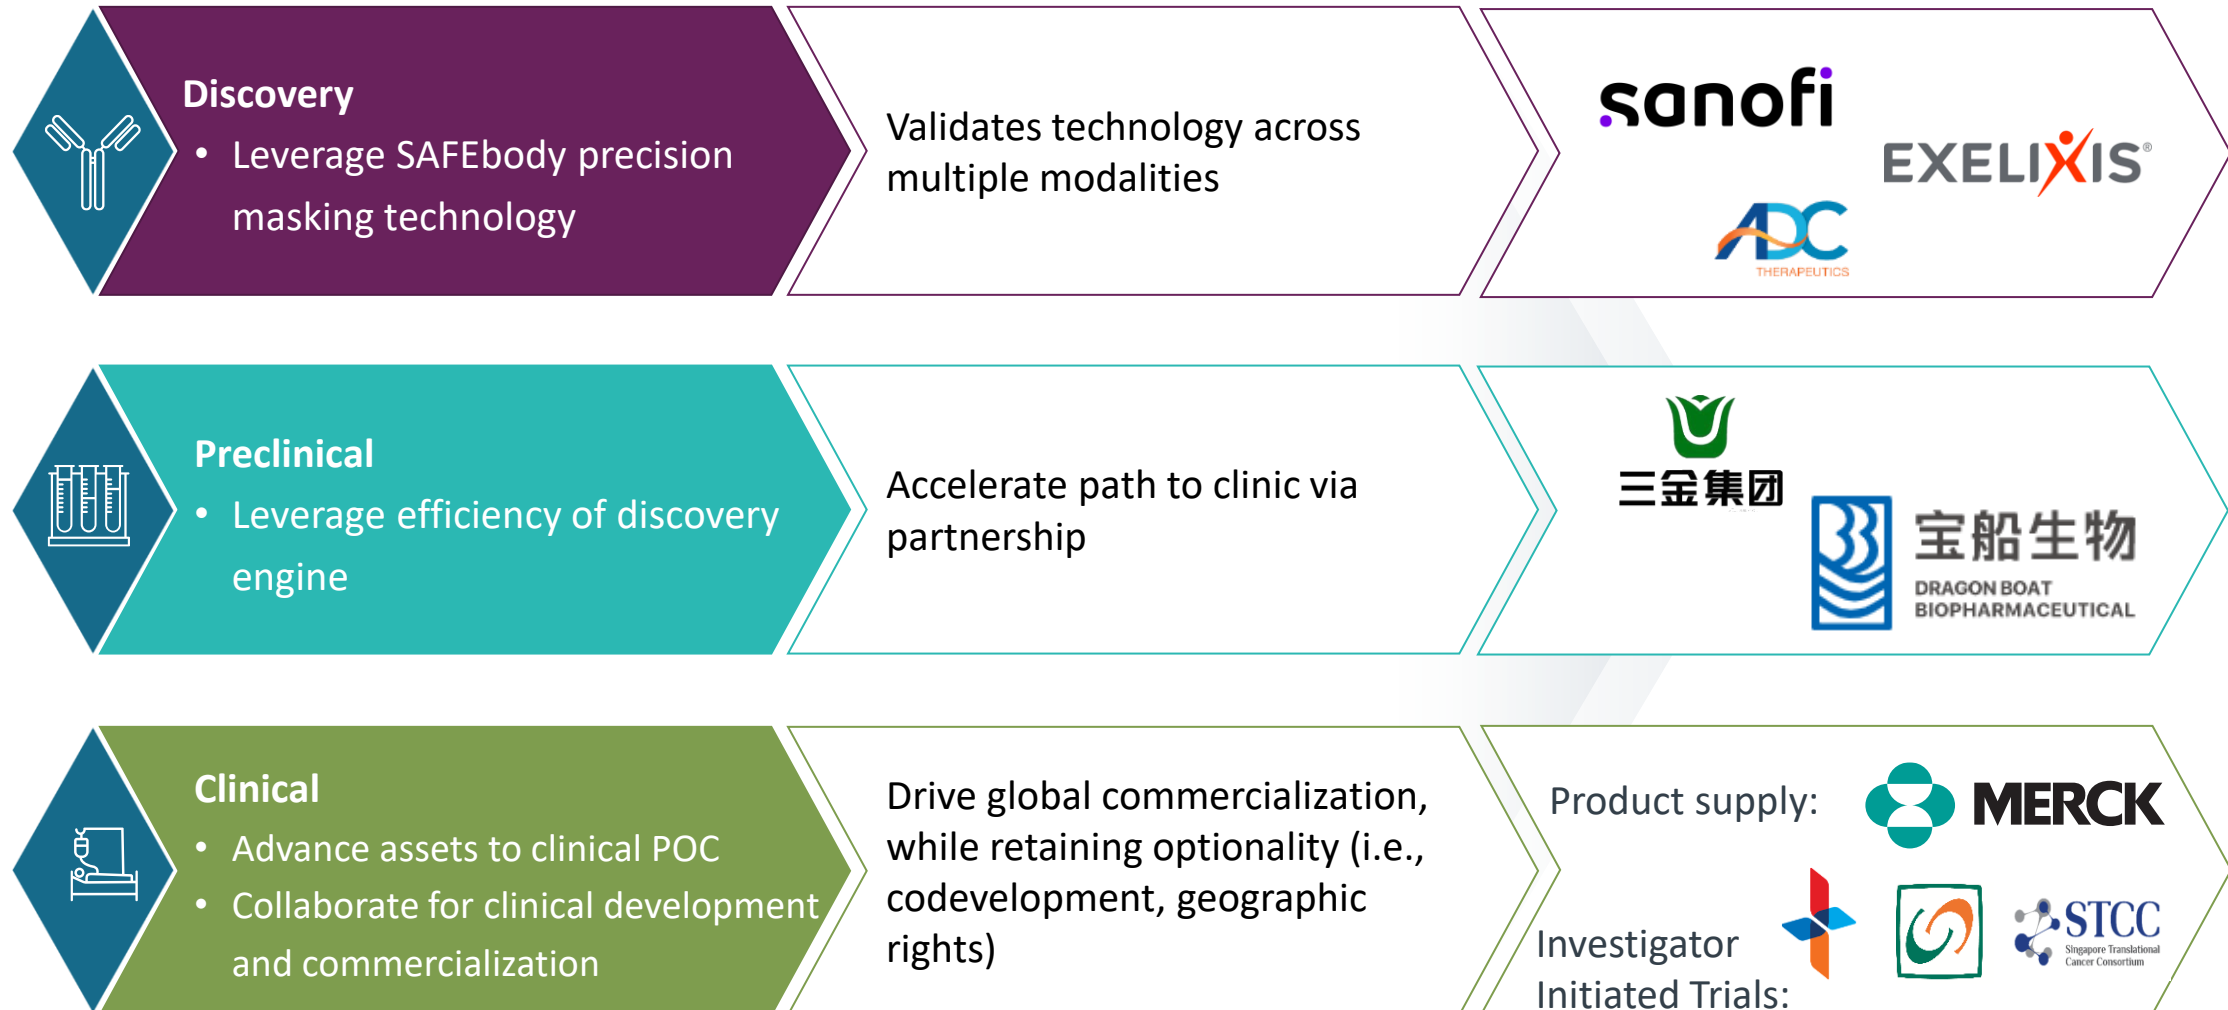 Discovery
• Leverage SAFEbody precision
masking technology
Validates technology across
multiple modalities
sanofi
EXELIXIS®
ADC
THERAPEUTICS
Preclinical
• Leverage efficiency of discovery
engine
Accelerate path to clinic via
partnership
三金集团
宝船生物
DRAGON BOAT
BIOPHARMACEUTICAL
Clinical
• Advance assets to clinical POC
• Collaborate for clinical development
and commercialization
Drive global commercialization,
while retaining optionality (i.e.,
codevelopment, geographic
rights)
Product supply:
MERCK
Investigator
Initiated Trials:
STCC
Singapore Translational
Cancer Consortium